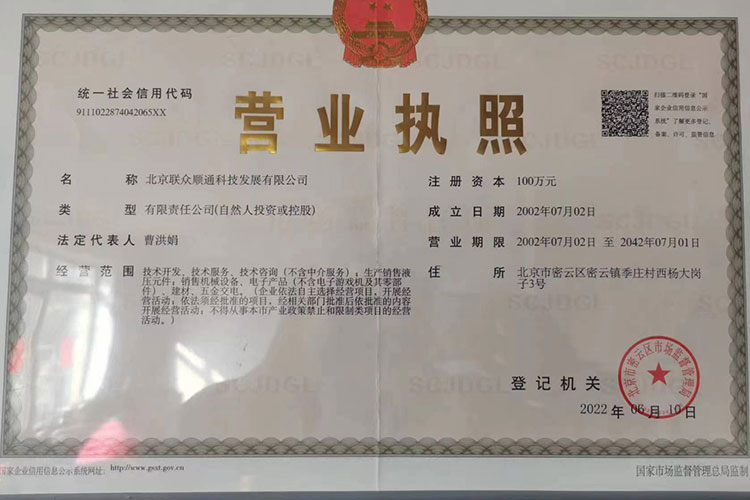 统一社会信用代码
9111022874042065XX
营业执照
扫描二维码登录"国
家企业信用信息公示
系统"了解更多登记、
备案、许可、监管信息
名 称 北京联众顺通科技发展有限公司
类 型 有限责任公司(自然人投资或控股)
法定代表人 曹洪娟
经营范围 技术开发、技术服务、技术咨询(不含中介服务);生产销售液
压元件;销售机械设备、电子产品(不含电子游戏机及其零部
件)、建材、五金交电。(企业依法自主选择经营项目,开展经
营活动;依法须经批准的项目,经相关部门批准后依批准的内容
开展经营活动;不得从事本市产业政策禁止和限制类项目的经营
活动。)
注册资本 100万元
成立日期 2002年07月02日
营业期限 2002年07月02日 至 2042年07月01日
住 所 北京市密云区密云镇季庄村西杨大岗
子3号
登记机关
北京市密云区市场监督管理局
2022 年 06月 10日
国家企业信用信息公示系统网址: http://www.gsxt.gov.cn
国家市场监督管理总局监制
SCJDGL